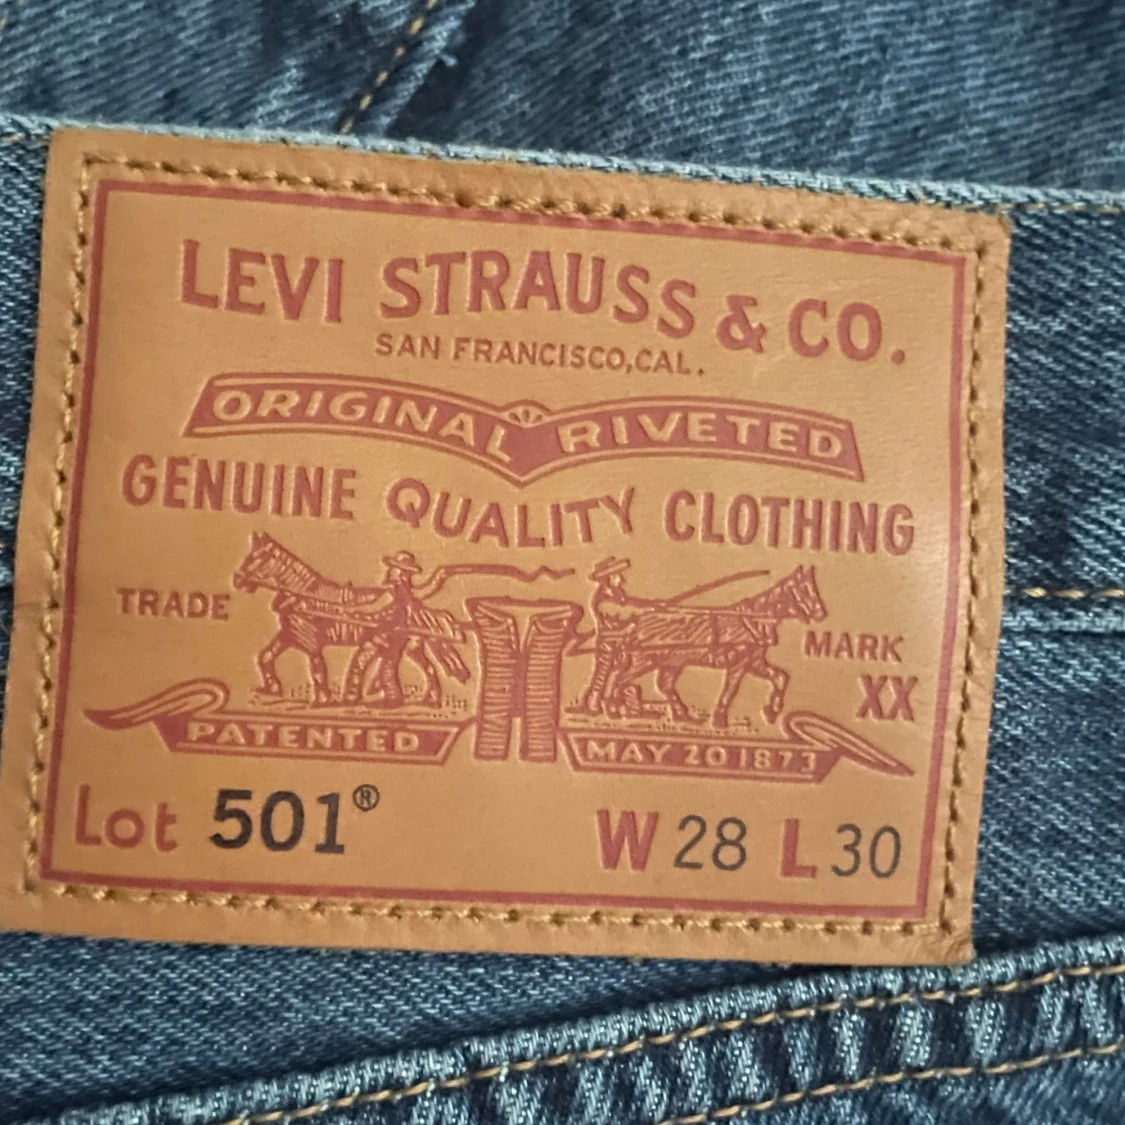 LEVI STRAUSS & CO.
SAN FRANCISCO,CAL.
ORIGINAL RIVETED
GENUINE QUALITY CLOTHING
TRADE MARK
XX
PATENTED MAY 20 1873
Lot 501® W 28 L 30